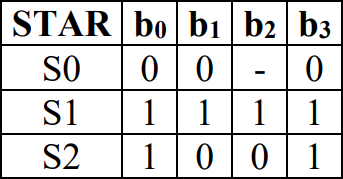 STAR b₀ b₁ b₂ b₃
S0 0 0 - 0
S1 1 1 1 1
S2 1 0 0 1